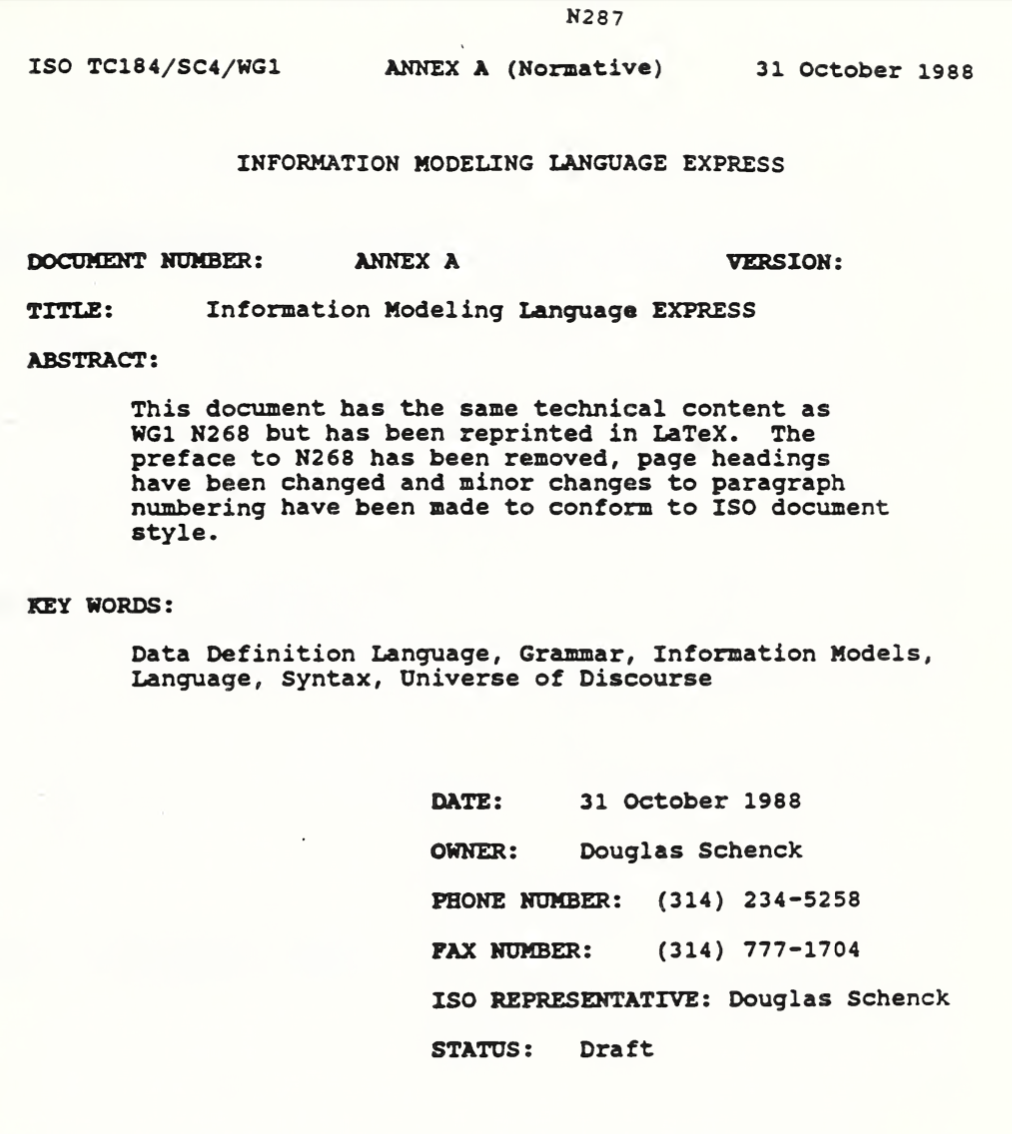 N287
ISO TC184/SC4/WG1 ANNEX A (Normative) 31 October 1988
INFORMATION MODELING LANGUAGE EXPRESS
DOCUMENT NUMBER: ANNEX A VERSION:
TITLE: Information Modeling Language EXPRESS
ABSTRACT:
This document has the same technical content as
WG1 N268 but has been reprinted in LaTeX. The
preface to N268 has been removed, page headings
have been changed and minor changes to paragraph
numbering have been made to conform to ISO document
style.
KEY WORDS:
Data Definition Language, Grammar, Information Models,
Language, Syntax, Universe of Discourse
DATE: 31 October 1988
OWNER: Douglas Schenck
PHONE NUMBER: (314) 234-5258
FAX NUMBER: (314) 777-1704
ISO REPRESENTATIVE: Douglas Schenck
STATUS: Draft